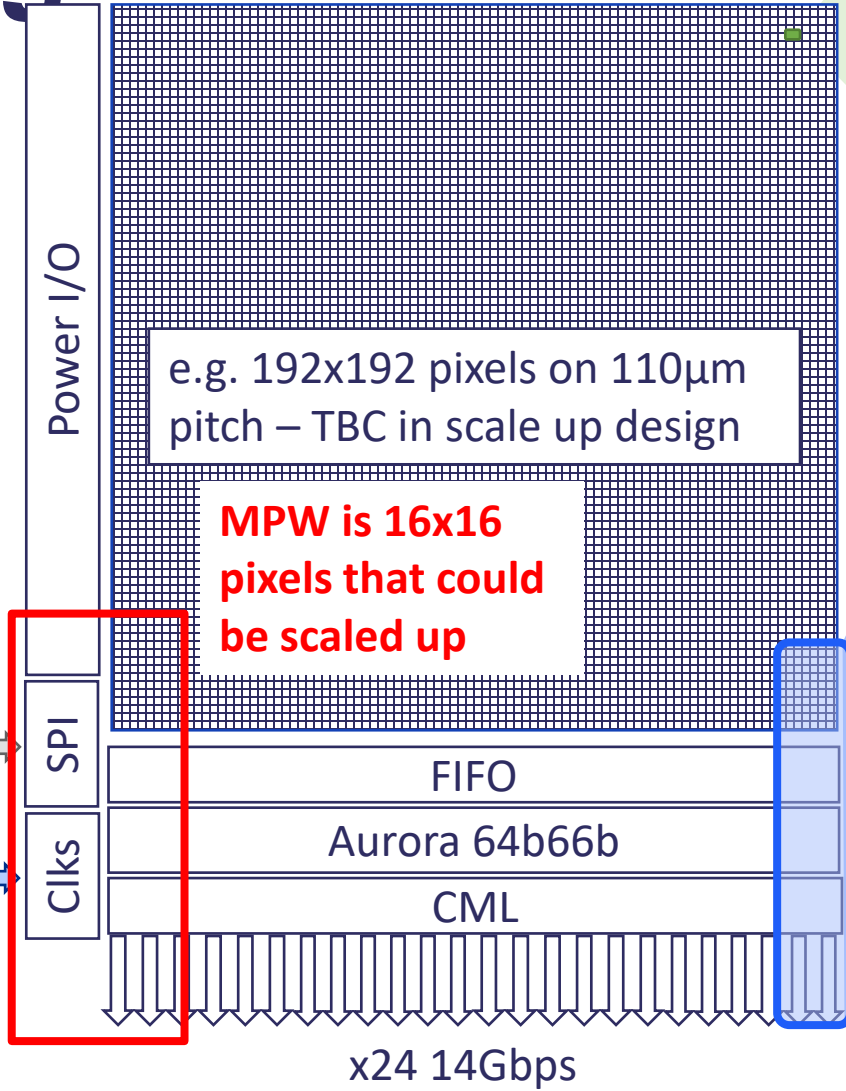 Power I/O
e.g. 192x192 pixels on 110µm
pitch – TBC in scale up design
MPW is 16x16
pixels that could
be scaled up
SPI
FIFO
Clks
Aurora 64b66b
CML
x24 14Gbps